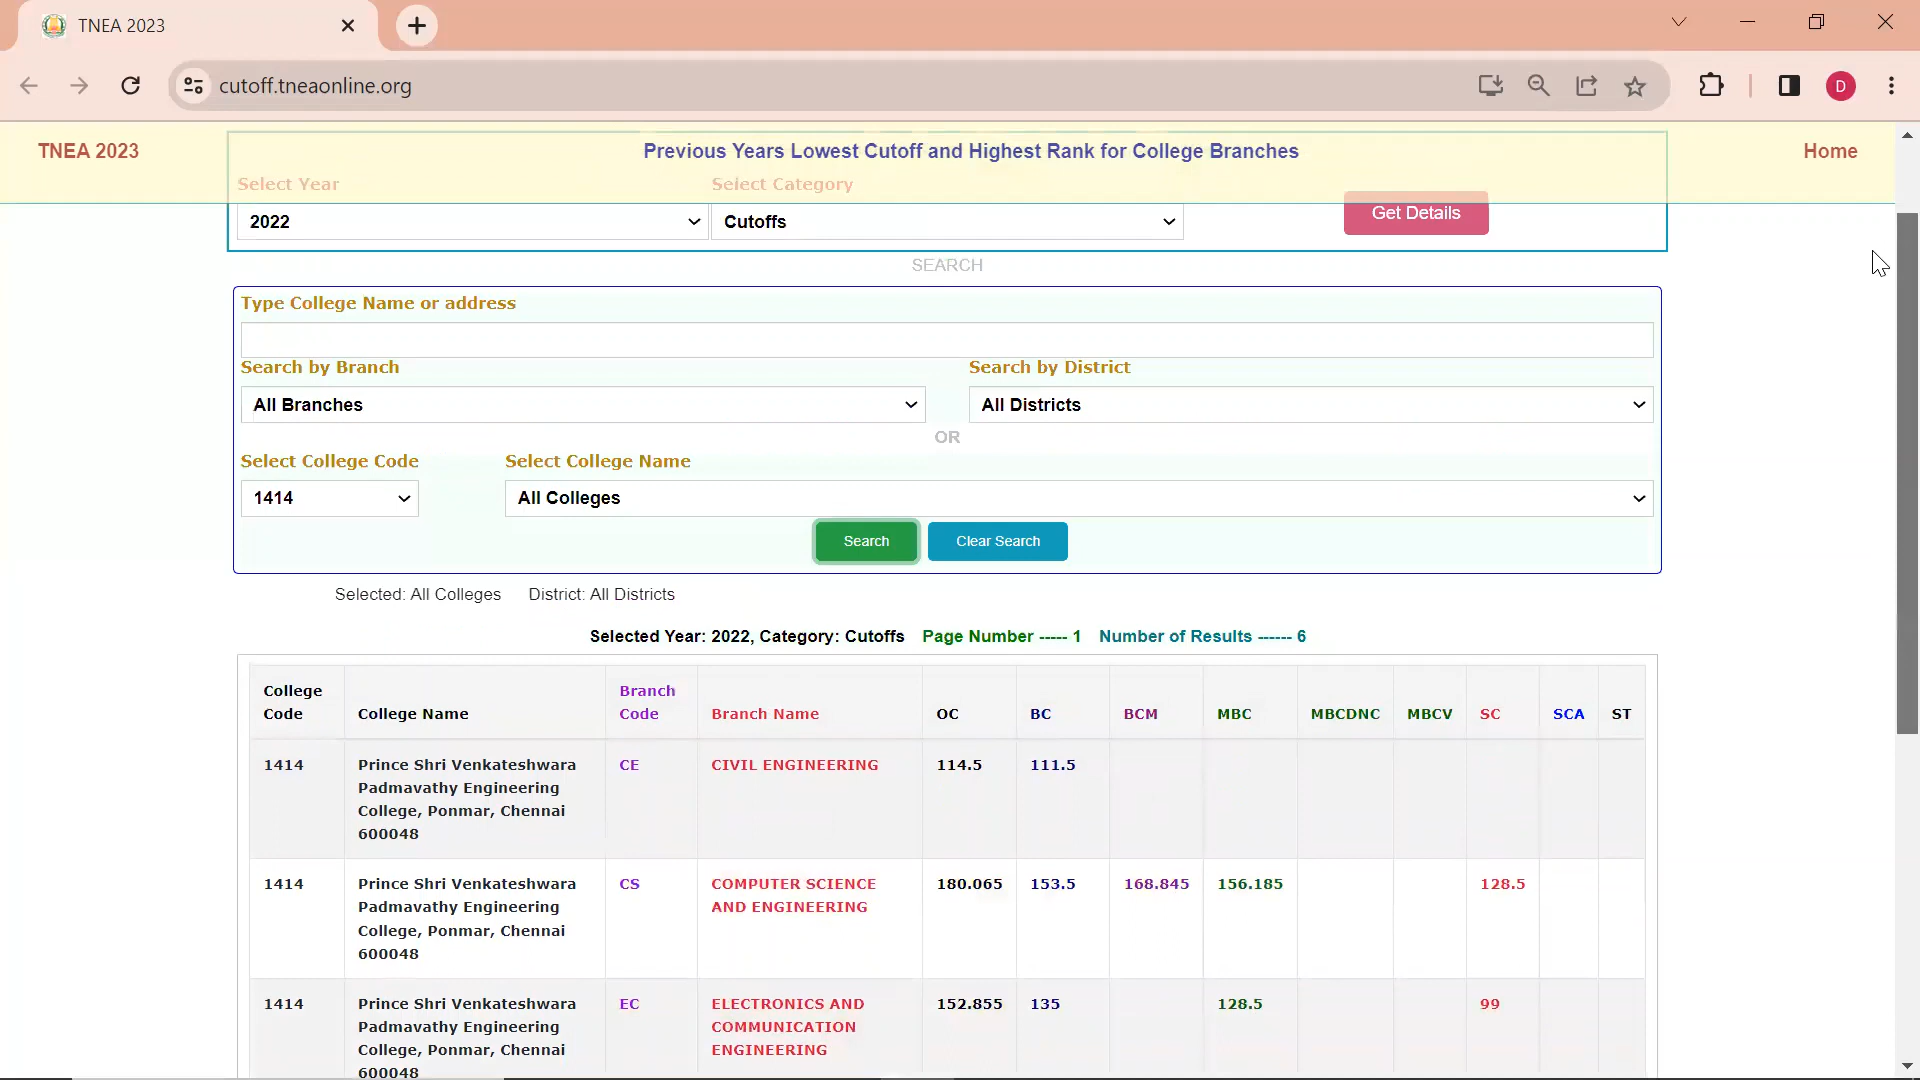 TNEA 2023
cutoff.tneaonline.org
D
TNEA 2023
Previous Years Lowest Cutoff and Highest Rank for College Branches
Home
Select Year
Select Category
2022
Cutoffs
Get Details
SEARCH
Type College Name or address
Search by Branch
Search by District
All Branches
All Districts
OR
Select College Code
Select College Name
1414
All Colleges
Search
Clear Search
Selected: All Colleges District: All Districts
Selected Year: 2022, Category: Cutoffs Page Number ----- 1 Number of Results ------ 6
College
Code
College Name
Branch
Code
Branch Name
OC
BC
BCM
MBC
MBCDNC
MBCV
SC
SCA
ST
1414
Prince Shri Venkateshwara
Padmavathy Engineering
College, Ponmar, Chennai
600048
CE
CIVIL ENGINEERING
114.5
111.5
1414
Prince Shri Venkateshwara
Padmavathy Engineering
College, Ponmar, Chennai
600048
CS
COMPUTER SCIENCE
AND ENGINEERING
180.065
153.5
168.845
156.185
128.5
1414
Prince Shri Venkateshwara
Padmavathy Engineering
College, Ponmar, Chennai
600048
EC
ELECTRONICS AND
COMMUNICATION
ENGINEERING
152.855
135
128.5
99